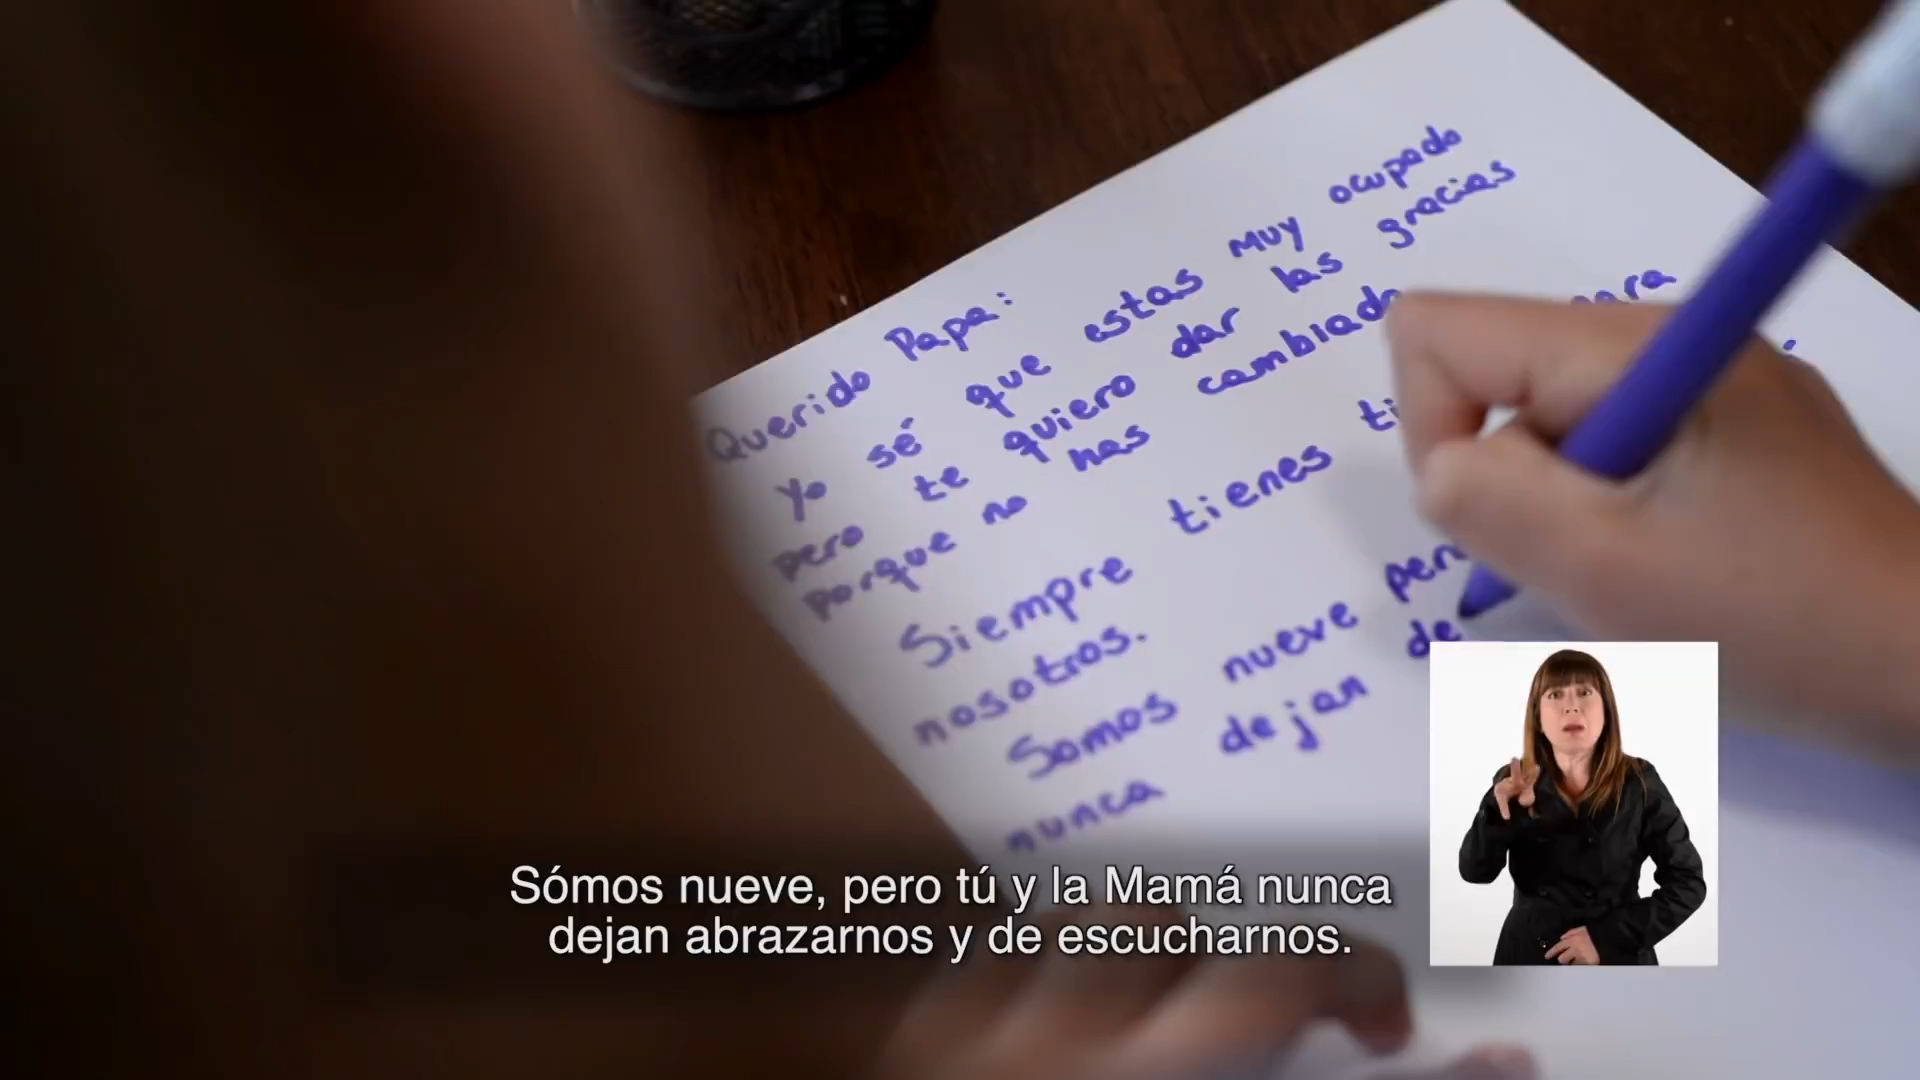 Querido Papa:
Yo sé que estas muy ocupado
pero te quiero dar las gracias
porque no has cambiado
Siempre tienes
nosotros.
Somos nueve
nunca dejan de
Sómos nueve, pero tú y la Mamá nunca
dejan abrazarnos y de escucharnos.